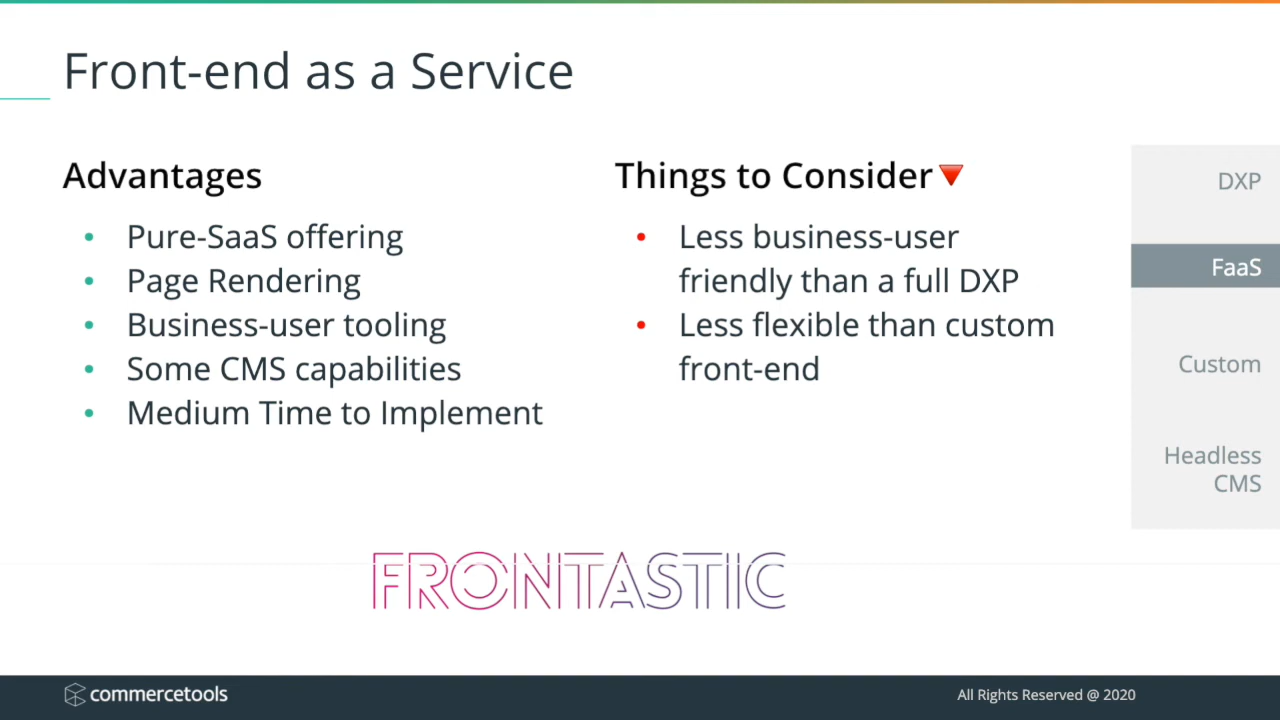 Front-end as a Service
Advantages
• Pure-SaaS offering
• Page Rendering
• Business-user tooling
• Some CMS capabilities
• Medium Time to Implement
Things to Consider
• Less business-user
friendly than a full DXP
• Less flexible than custom
front-end
DXP
FaaS
Custom
Headless
CMS
FRONTASTIC
commercetools
All Rights Reserved @ 2020